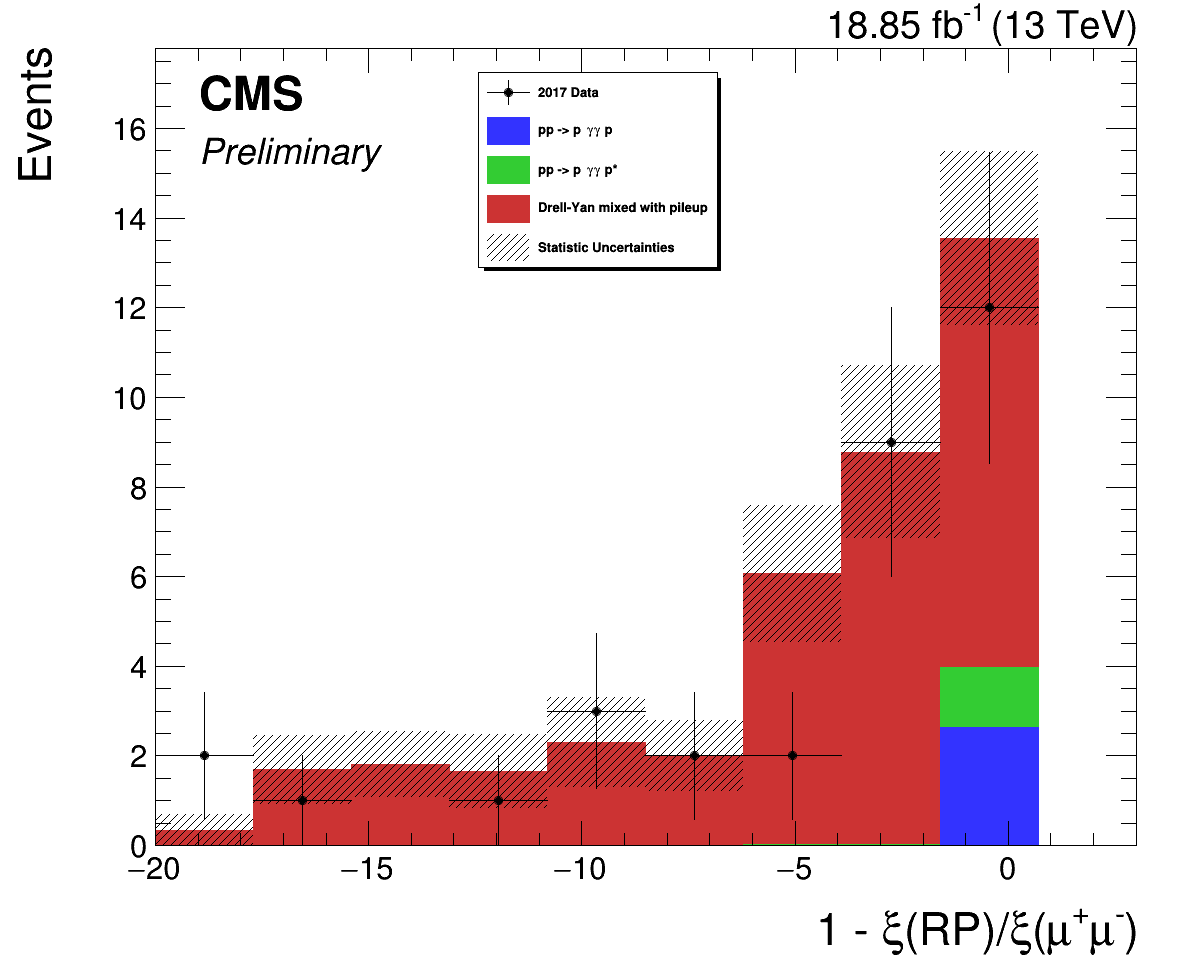 18.85 fb⁻¹ (13 TeV)
Events
CMS
Preliminary
2017 Data
pp -> p γγ p
pp -> p γγ p*
Drell-Yan mixed with pileup
Statistic Uncertainties
16
14
12
10
8
6
4
2
0
−20 −15 −10 −5 0
1 - ξ(RP)/ξ(μ⁺μ⁻)